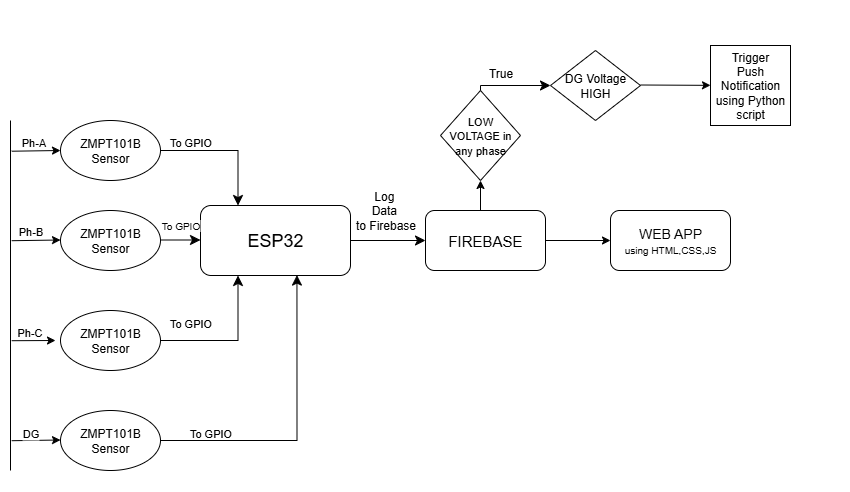 Ph-A
ZMPT101B
Sensor
To GPIO
Ph-B
ZMPT101B
Sensor
To GPIO
Ph-C
ZMPT101B
Sensor
To GPIO
DG
ZMPT101B
Sensor
To GPIO
ESP32
Log
Data
to Firebase
FIREBASE
WEB APP
using HTML,CSS,JS
LOW
VOLTAGE in
any phase
True
DG Voltage
HIGH
Trigger
Push
Notification
using Python
script